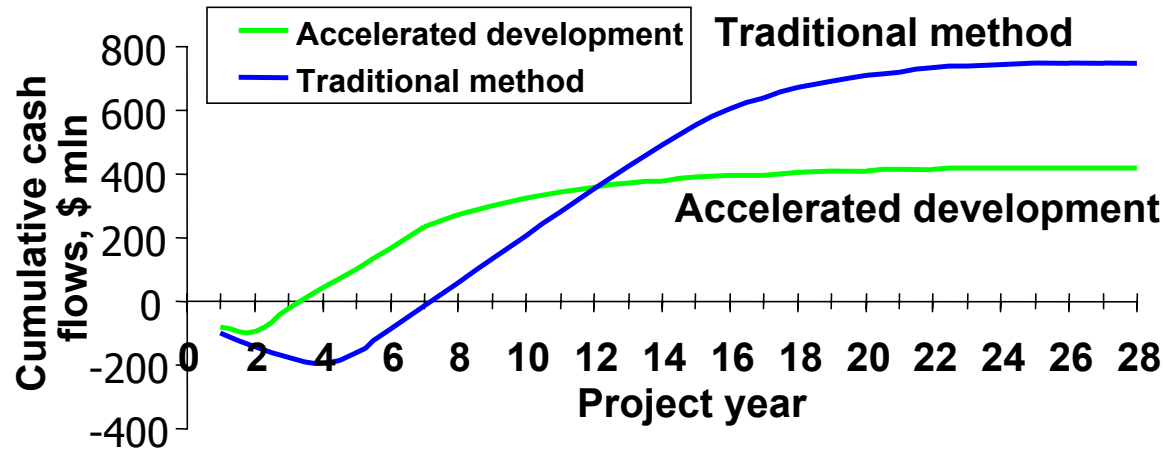 Accelerated development
Traditional method
Traditional method
Accelerated development
Cumulative cash
flows, $ mln
800
600
400
200
0
-200
-400
0 2 4 6 8 10 12 14 16 18 20 22 24 26 28
Project year